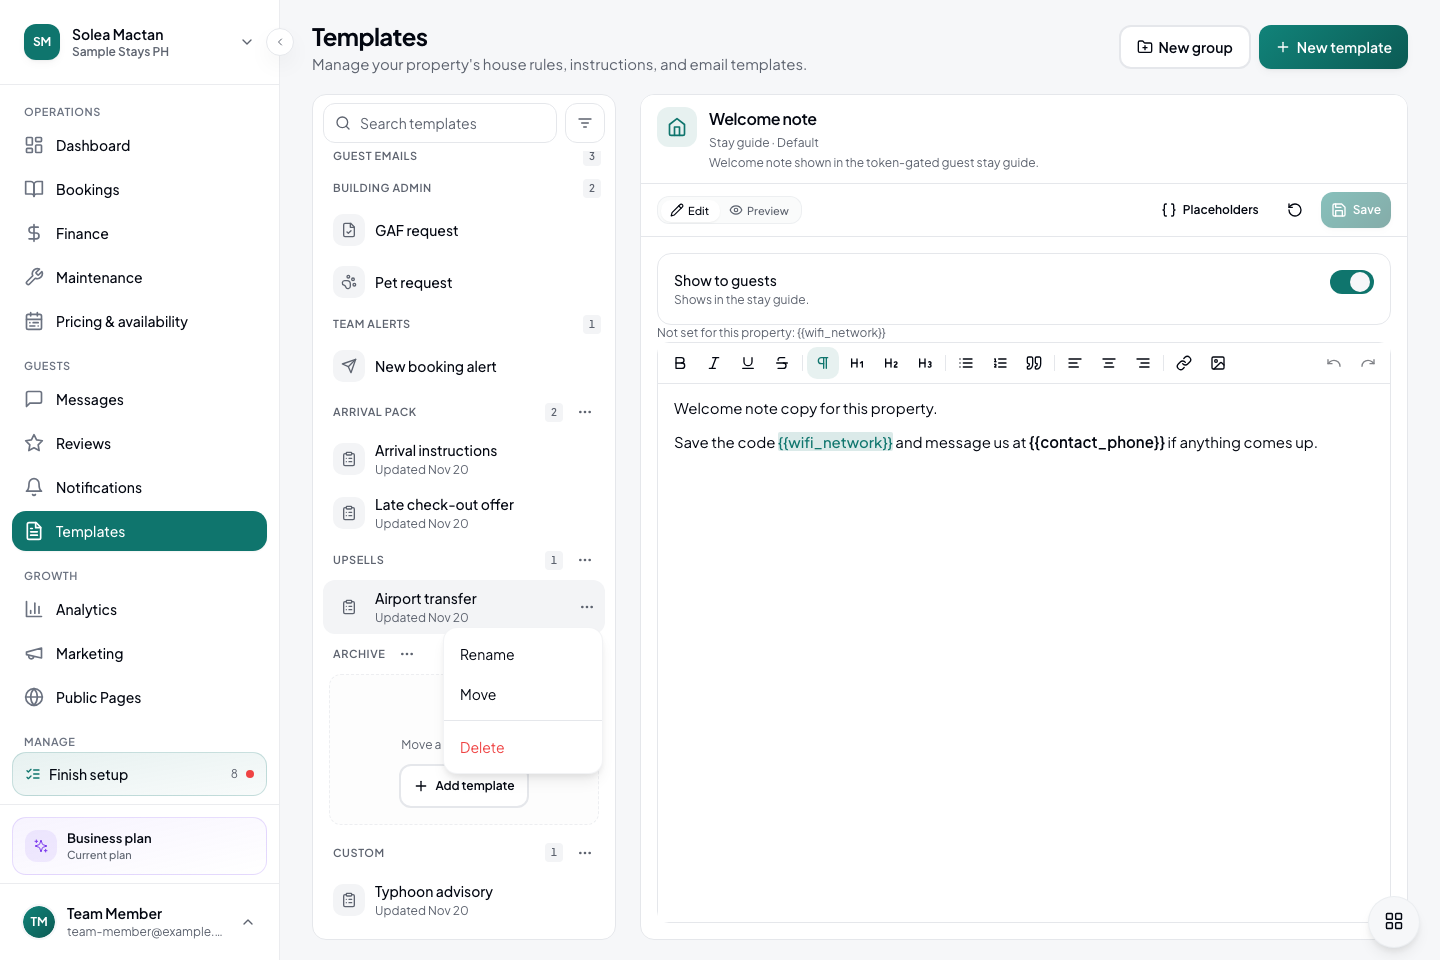 SM
Solea Mactan
Sample Stays PH
OPERATIONS
Dashboard
Bookings
Finance
Maintenance
Pricing & availability
GUESTS
Messages
Reviews
Notifications
Templates
GROWTH
Analytics
Marketing
Public Pages
MANAGE
Finish setup
8
Business plan
Current plan
TM
Team Member
team-member@example....
Templates
Manage your property's house rules, instructions, and email templates.
New group
New template
Search templates
GUEST EMAILS 3
BUILDING ADMIN 2
GAF request
Pet request
TEAM ALERTS 1
New booking alert
ARRIVAL PACK 2
Arrival instructions
Updated Nov 20
Late check-out offer
Updated Nov 20
UPSELLS 1
Airport transfer
Updated Nov 20
ARCHIVE
Rename
Move
Delete
Move a
Add template
CUSTOM 1
Typhoon advisory
Updated Nov 20
Welcome note
Stay guide · Default
Welcome note shown in the token-gated guest stay guide.
Edit
Preview
{ } Placeholders
Save
Show to guests
Shows in the stay guide.
Not set for this property: {{wifi_network}}
B I U S ¶ H1 H2 H3
Welcome note copy for this property.
Save the code {{wifi_network}} and message us at {{contact_phone}} if anything comes up.